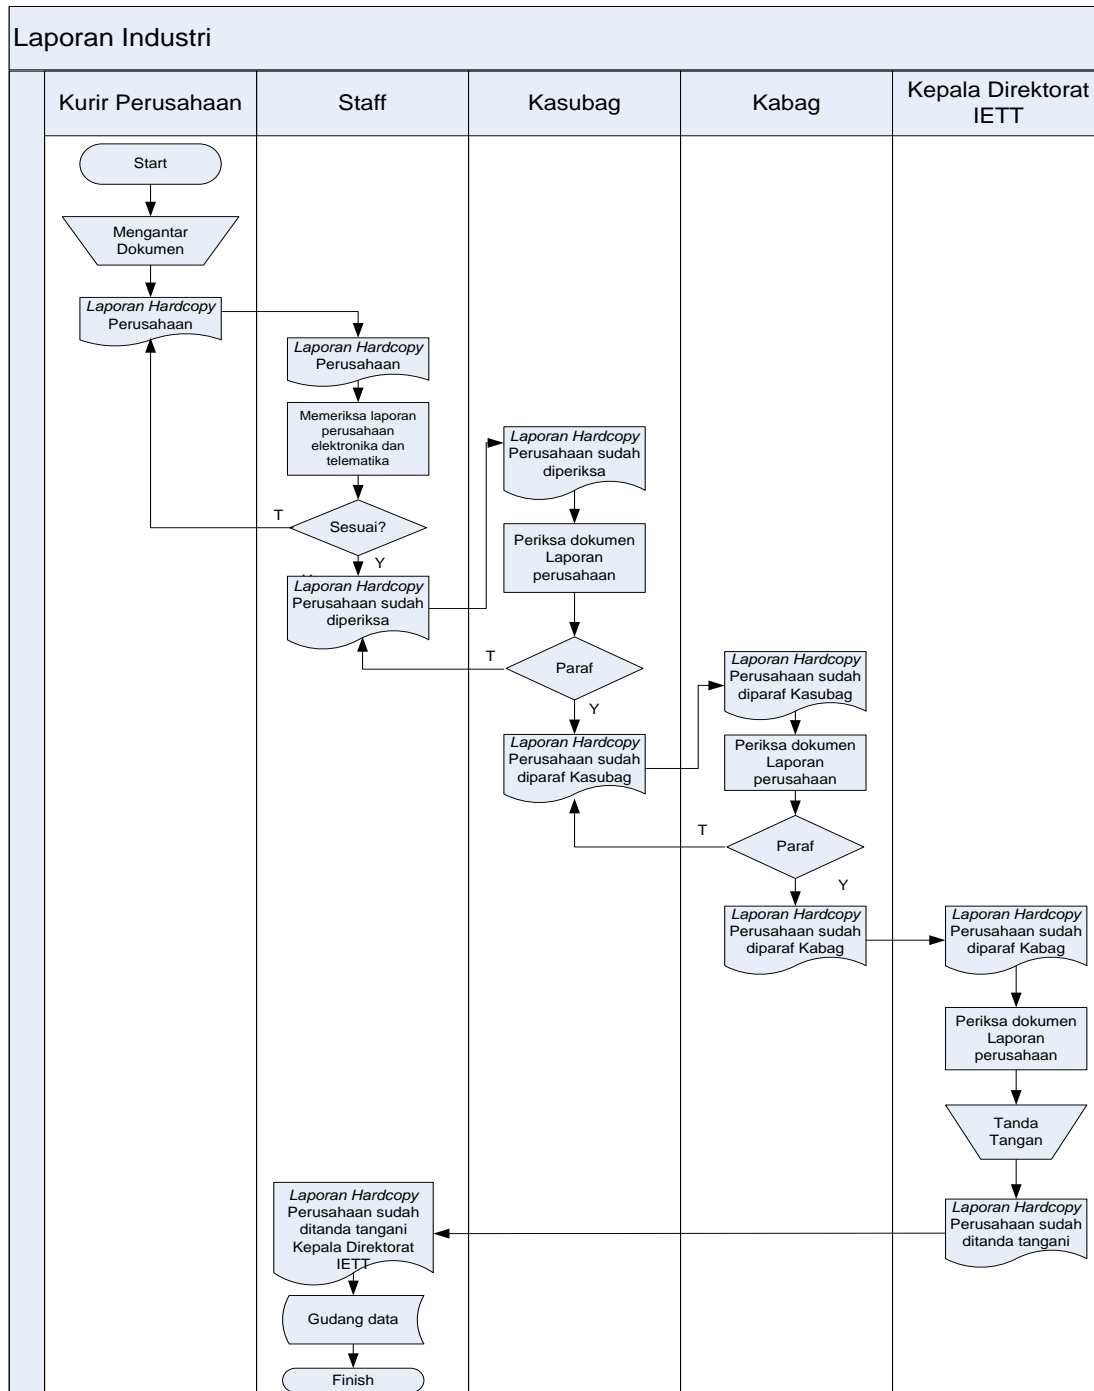 Laporan Industri
Kurir Perusahaan
Staff
Kasubag
Kabag
Kepala Direktorat
IETT
Start
Mengantar
Dokumen
Laporan Hardcopy
Perusahaan
Laporan Hardcopy
Perusahaan
Memeriksa laporan
perusahaan
elektronika dan
telematika
T
Sesuai?
Y
Laporan Hardcopy
Perusahaan sudah
diperiksa
Laporan Hardcopy
Perusahaan sudah
diperiksa
Periksa dokumen
Laporan
perusahaan
T
Paraf
Y
Laporan Hardcopy
Perusahaan sudah
diparaf Kasubag
Laporan Hardcopy
Perusahaan sudah
diparaf Kasubag
Periksa dokumen
Laporan
perusahaan
T
Paraf
Y
Laporan Hardcopy
Perusahaan sudah
diparaf Kabag
Laporan Hardcopy
Perusahaan sudah
diparaf Kabag
Periksa dokumen
Laporan
perusahaan
Tanda
Tangan
Laporan Hardcopy
Perusahaan sudah
ditanda tangani
Laporan Hardcopy
Perusahaan sudah
ditanda tangani
Kepala Direktorat
IETT
Gudang data
Finish